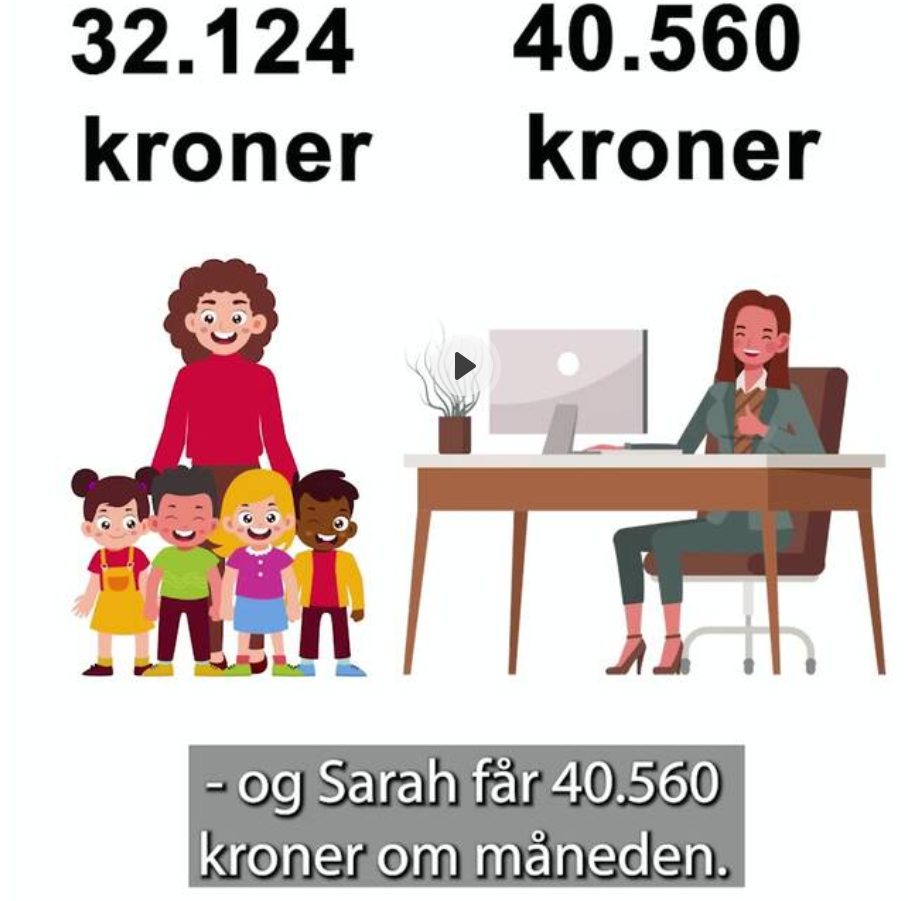 32.124
kroner
40.560
kroner
- og Sarah får 40.560
kroner om måneden.